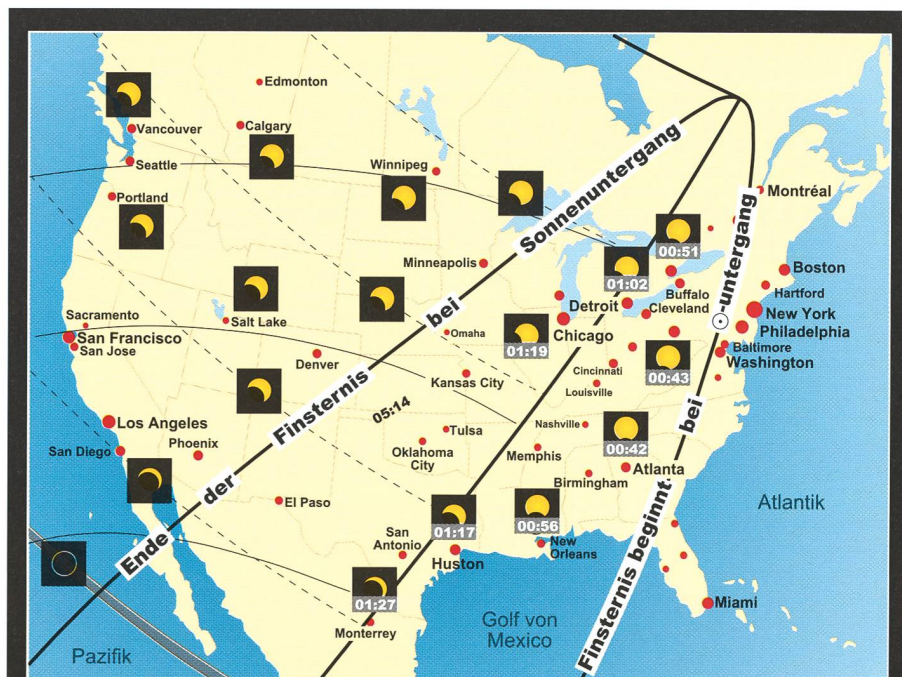 Edmonton
Vancouver
Calgary
Seattle
Winnipeg
Portland
Montréal
00:51
Minneapolis
01:02
Boston
Buffalo
Hartford
Detroit
Cleveland
New York
Salt Lake
Sacramento
San Francisco
San Jose
Omaha
Chicago
Philadelphia
01:19
Baltimore
Washington
Denver
Kansas City
Cincinnati
00:43
Louisville
05:14
Los Angeles
Phoenix
San Diego
Tulsa
Oklahoma
City
Nashville
Memphis
00:42
Atlanta
Birmingham
El Paso
Atlantik
San
Antonio
01:17
Huston
00:56
New
Orleans
01:27
Monterrey
Miami
Golf von
Mexico
Pazifik
Ende der Finsternis bei Sonnenuntergang
Finsternis beginnt bei ☉-untergang